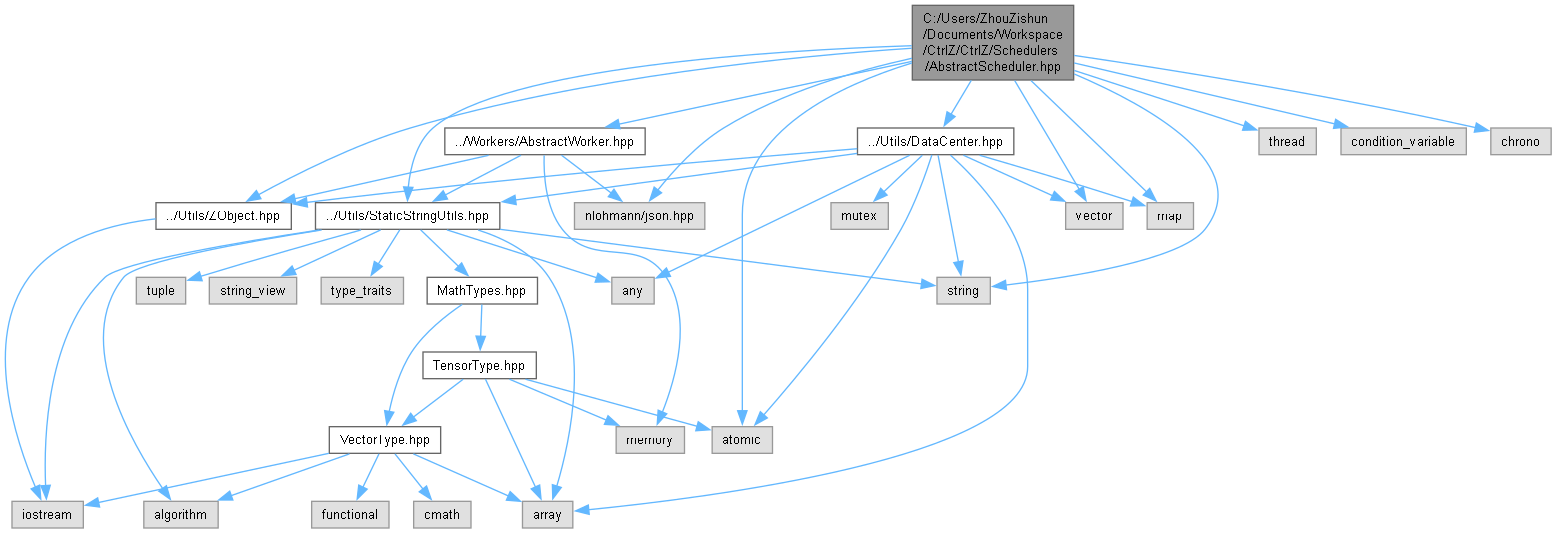 C:/Users/ZhouZishun
/Documents/Workspace
/CtrlZ/CtrlZ/Schedulers
/AbstractScheduler.hpp
../Workers/AbstractWorker.hpp
../Utils/DataCenter.hpp
thread
condition_variable
chrono
../Utils/ZObject.hpp
../Utils/StaticStringUtils.hpp
nlohmann/json.hpp
mutex
vector
map
tuple
string_view
type_traits
MathTypes.hpp
any
string
TensorType.hpp
VectorType.hpp
memory
atomic
iostream
algorithm
functional
cmath
array